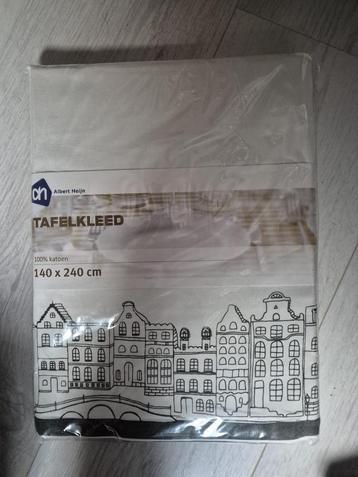 ah
Albert Heijn
TAFELKLEED
100% katoen
140 x 240 cm